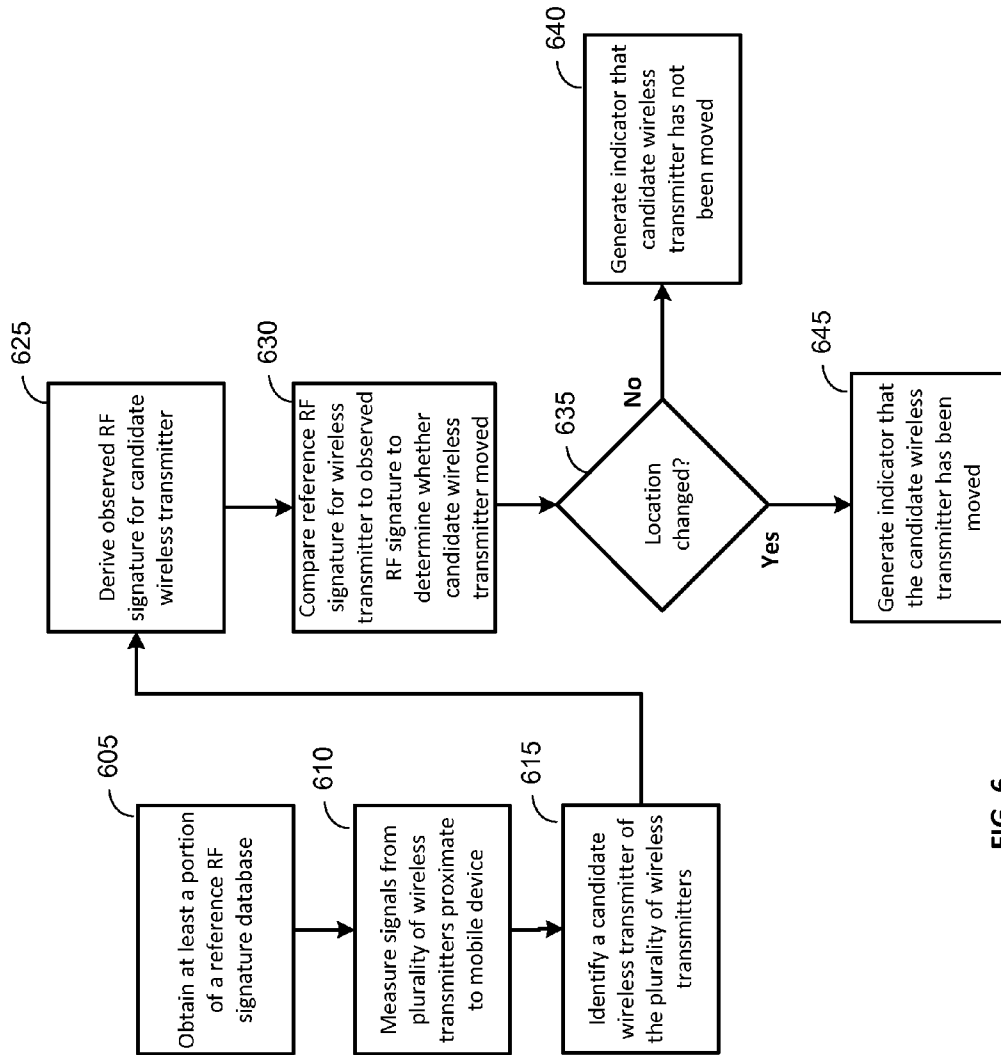 605
Obtain at least a portion
of a reference RF
signature database
610
Measure signals from
plurality of wireless
transmitters proximate
to mobile device
615
Identify a candidate
wireless transmitter of
the plurality of wireless
transmitters
625
Derive observed RF
signature for candidate
wireless transmitter
630
Compare reference RF
signature for wireless
transmitter to observed
RF signature to
determine whether
candidate wireless
transmitter moved
635
Location
changed?
No
Yes
640
Generate indicator that
candidate wireless
transmitter has not
been moved
645
Generate indicator that
the candidate wireless
transmitter has been
moved
FIG. 6